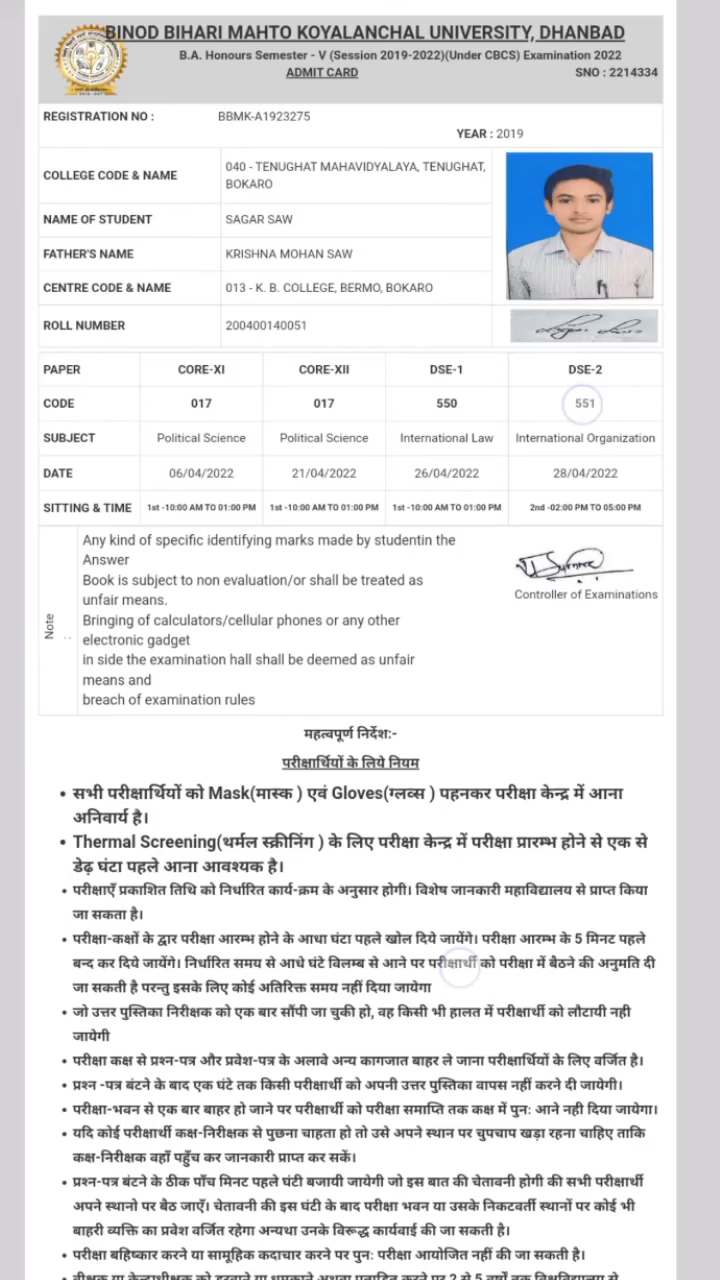 BINOD BIHARI MAHTO KOYALANCHAL UNIVERSITY, DHANBAD
B.A. Honours Semester - V (Session 2019-2022)(Under CBCS) Examination 2022
ADMIT CARD
SNO : 2214334
REGISTRATION NO : BBMK-A1923275
YEAR : 2019
COLLEGE CODE & NAME 040 - TENUGHAT MAHAVIDYALAYA, TENUGHAT,
BOKARO
NAME OF STUDENT SAGAR SAW
FATHER'S NAME KRISHNA MOHAN SAW
CENTRE CODE & NAME 013 - K. B. COLLEGE, BERMO, BOKARO
ROLL NUMBER 200400140051
PAPER CORE-XI CORE-XII DSE-1 DSE-2
CODE 017 017 550 551
SUBJECT Political Science Political Science International Law International Organization
DATE 06/04/2022 21/04/2022 26/04/2022 28/04/2022
SITTING & TIME 1st -10:00 AM TO 01:00 PM 1st -10:00 AM TO 01:00 PM 1st -10:00 AM TO 01:00 PM 2nd -02:00 PM TO 05:00 PM
Note :
Any kind of specific identifying marks made by studentin the
Answer
Book is subject to non evaluation/or shall be treated as
unfair means.
Bringing of calculators/cellular phones or any other
electronic gadget
in side the examination hall shall be deemed as unfair
means and
breach of examination rules
Controller of Examinations
महत्वपूर्ण निर्देश:-
परीक्षार्थियों के लिये नियम
• सभी परीक्षार्थियों को Mask(मास्क ) एवं Gloves(ग्लव्स ) पहनकर परीक्षा केन्द्र में आना
अनिवार्य है।
• Thermal Screening(थर्मल स्क्रीनिंग ) के लिए परीक्षा केन्द्र में परीक्षा प्रारम्भ होने से एक से
डेढ़ घंटा पहले आना आवश्यक है।
• परीक्षाएँ प्रकाशित तिथि को निर्धारित कार्य-क्रम के अनुसार होगी। विशेष जानकारी महाविद्यालय से प्राप्त किया
जा सकता है।
• परीक्षा-कक्षों के द्वार परीक्षा आरम्भ होने के आधा घंटा पहले खोल दिये जायेंगे। परीक्षा आरम्भ के 5 मिनट पहले
बन्द कर दिये जायेंगे। निर्धारित समय से आधे घंटे विलम्ब से आने पर परीक्षार्थी को परीक्षा में बैठने की अनुमति दी
जा सकती है परन्तु इसके लिए कोई अतिरिक्त समय नहीं दिया जायेगा
• जो उत्तर पुस्तिका निरीक्षक को एक बार सौंपी जा चुकी हो, वह किसी भी हालत में परीक्षार्थी को लौटायी नही
जायेगी
• परीक्षा कक्ष से प्रश्न-पत्र और प्रवेश-पत्र के अलावे अन्य कागजात बाहर ले जाना परीक्षार्थियों के लिए वर्जित है।
• प्रश्न -पत्र बंटने के बाद एक घंटे तक किसी परीक्षार्थी को अपनी उत्तर पुस्तिका वापस नहीं करने दी जायेगी।
• परीक्षा-भवन से एक बार बाहर हो जाने पर परीक्षार्थी को परीक्षा समाप्ति तक कक्ष में पुनः आने नही दिया जायेगा।
• यदि कोई परीक्षार्थी कक्ष-निरीक्षक से पुछना चाहता हो तो उसे अपने स्थान पर चुपचाप खड़ा रहना चाहिए ताकि
कक्ष-निरीक्षक वहाँ पहुँच कर जानकारी प्राप्त कर सकें।
• प्रश्न-पत्र बंटने के ठीक पाँच मिनट पहले घंटी बजायी जायेगी जो इस बात की चेतावनी होगी की सभी परीक्षार्थी
अपने स्थानो पर बैठ जाएँ। चेतावनी की इस घंटी के बाद परीक्षा भवन या उसके निकटवर्ती स्थानों पर कोई भी
बाहरी व्यक्ति का प्रवेश वर्जित रहेगा अन्यथा उनके विरूद्ध कार्यवाई की जा सकती है।
• परीक्षा बहिष्कार करने या सामूहिक कदाचार करने पर पुनः परीक्षा आयोजित नहीं की जा सकती है।